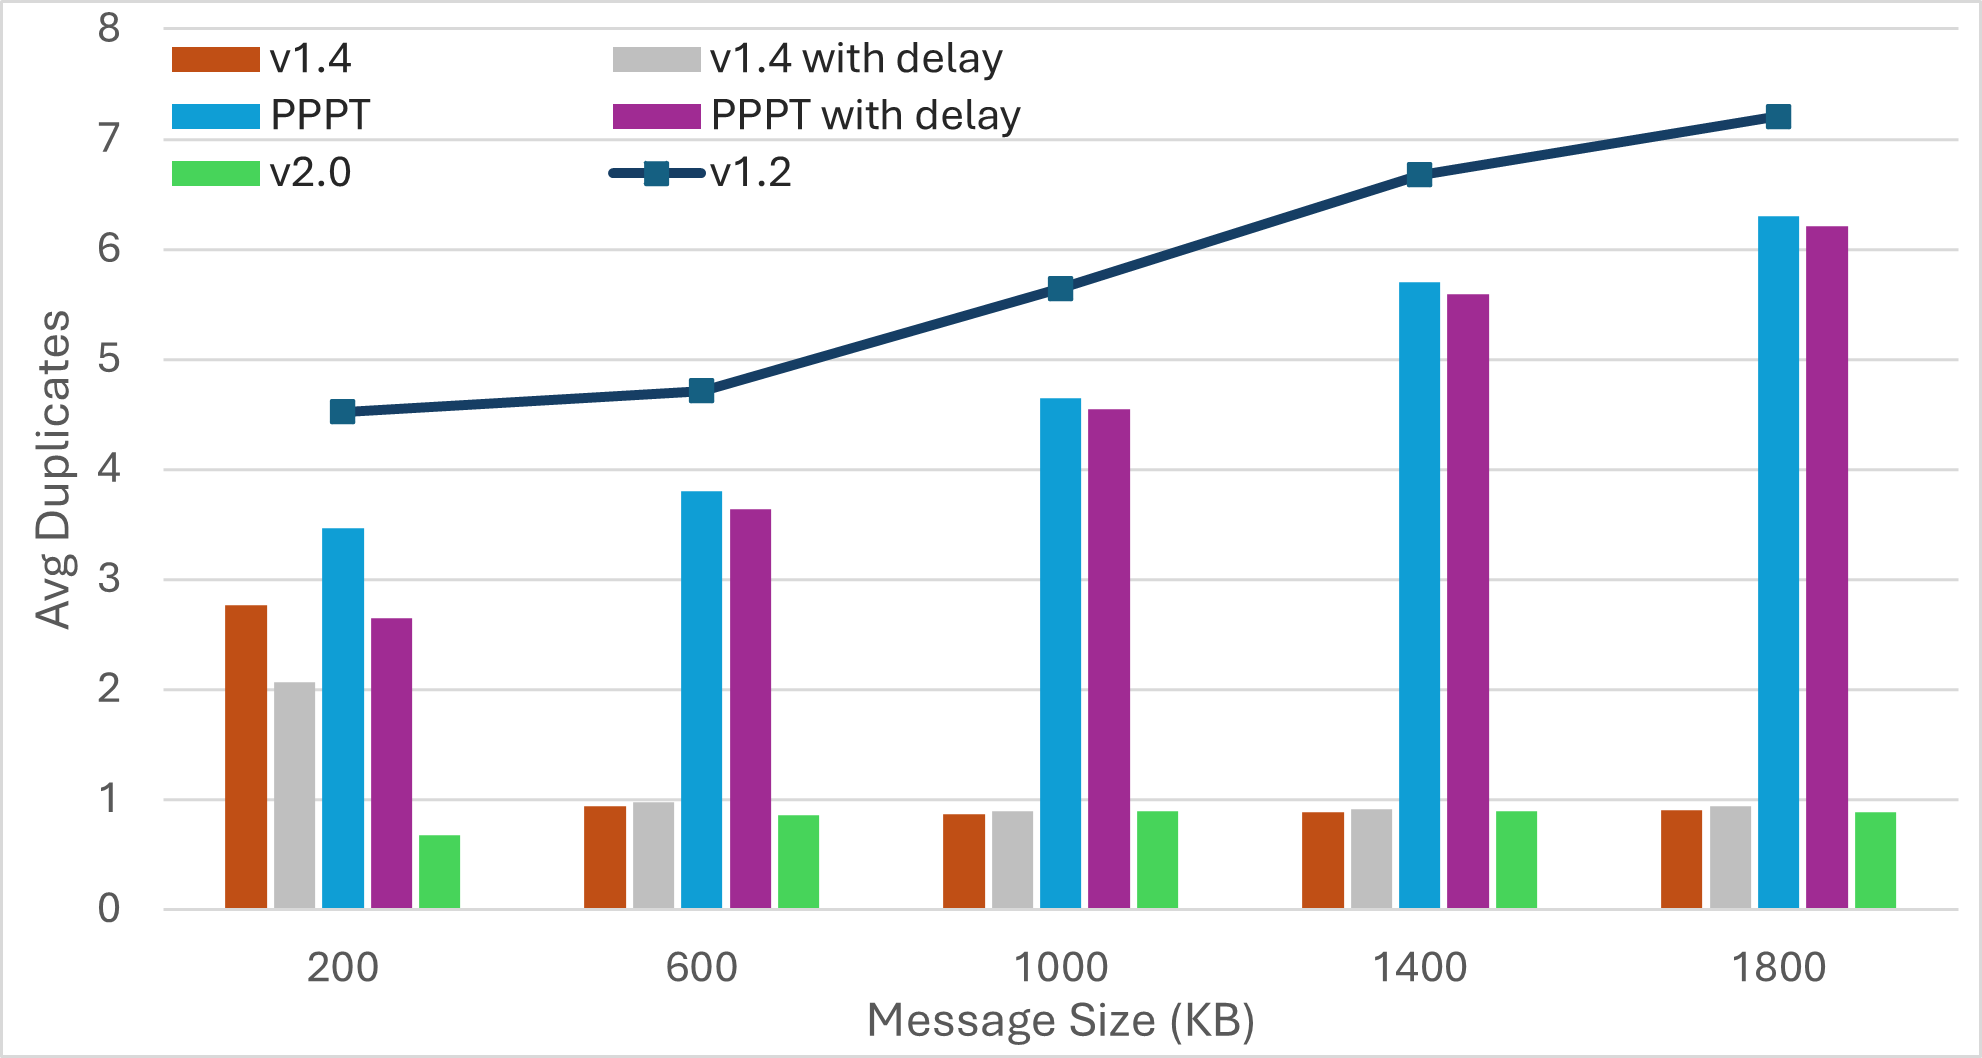 8
v1.4
v1.4 with delay
PPPT
PPPT with delay
7
v2.0
v1.2
6
5
4
3
2
1
0
Avg Duplicates
200
600
1000
1400
1800
Message Size (KB)